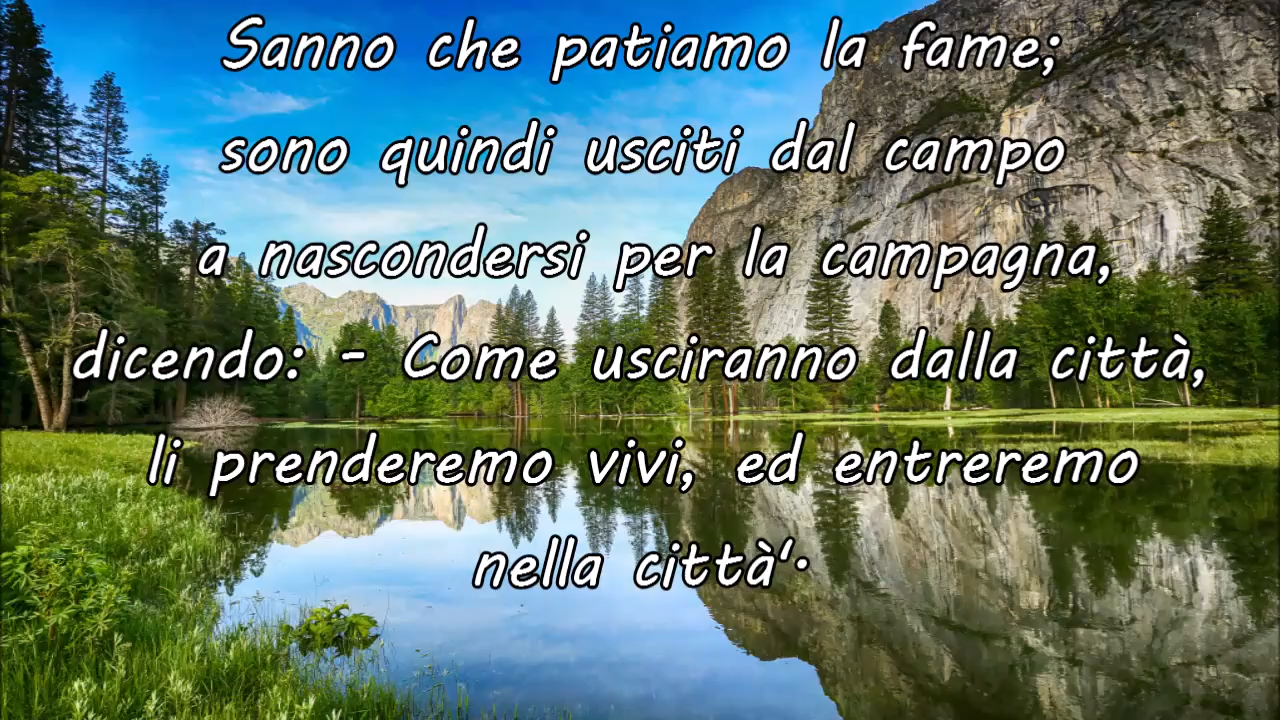 Sanno che patiamo la fame;
sono quindi usciti dal campo
a nascondersi per la campagna,
dicendo: - Come usciranno dalla città,
li prenderemo vivi, ed entreremo
nella città‘.